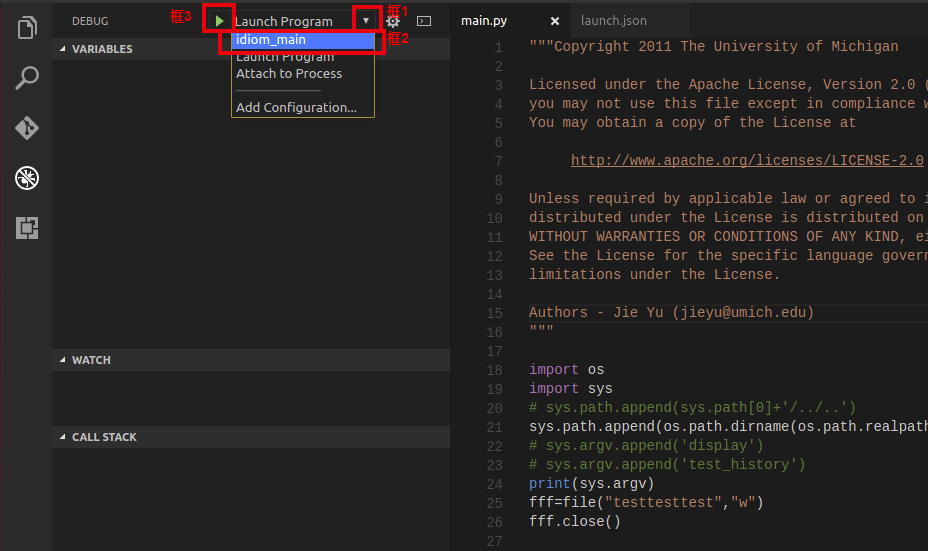 DEBUG
框3
Launch Program
框1
idiom_main
框2
Launch Program
Attach to Process
Add Configuration...
VARIABLES
WATCH
CALL STACK
main.py
launch.json
1 """Copyright 2011 The University of Michigan
2
3 Licensed under the Apache License, Version 2.0 (
4 you may not use this file except in compliance w
5 You may obtain a copy of the License at
6
7 http://www.apache.org/licenses/LICENSE-2.0
8
9 Unless required by applicable law or agreed to i
10 distributed under the License is distributed on
11 WITHOUT WARRANTIES OR CONDITIONS OF ANY KIND, ei
12 See the License for the specific language gover
13 limitations under the License.
14
15 Authors - Jie Yu (jieyu@umich.edu)
16 """
17
18 import os
19 import sys
20 # sys.path.append(sys.path[0]+'/../..')
21 sys.path.append(os.path.dirname(os.path.realpath
22 # sys.argv.append('display')
23 # sys.argv.append('test_history')
24 print(sys.argv)
25 fff=file("testtesttest","w")
26 fff.close()
27